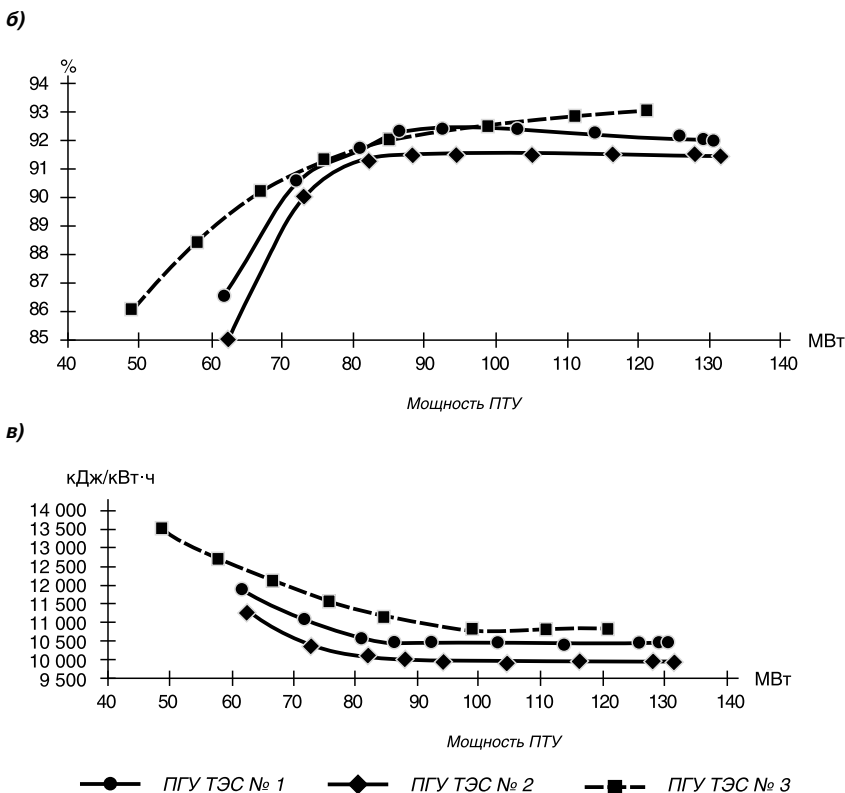 б)
%
94
93
92
91
90
89
88
87
86
85
40 50 60 70 80 90 100 110 120 130 140 МВт
Мощность ПТУ
в)
кДж/кВт·ч
14 000
13 500
13 000
12 500
12 000
11 500
11 000
10 500
10 000
9 500
40 50 60 70 80 90 100 110 120 130 140 МВт
Мощность ПТУ
ПГУ ТЭС № 1 ПГУ ТЭС № 2 ПГУ ТЭС № 3